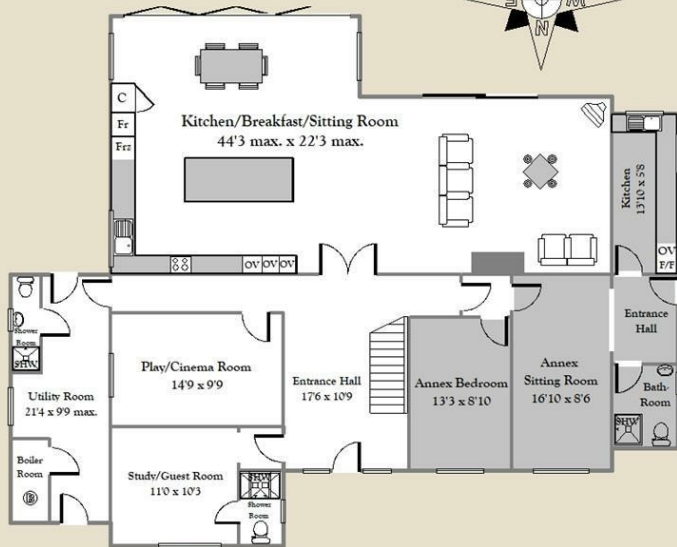 E
W
N
C
Fr
Frz
Kitchen/Breakfast/Sitting Room
44'3 max. x 22'3 max.
OV OV OV
Kitchen
13'10 x 5'8
OV
F/F
Shower
Room
SHW
Utility Room
21'4 x 9'9 max.
Boiler
Room
B
Play/Cinema Room
14'9 x 9'9
Entrance Hall
17'6 x 10'9
Annex Bedroom
13'3 x 8'10
Annex
Sitting Room
16'10 x 8'6
Entrance
Hall
Bath-
Room
SHW
Study/Guest Room
11'0 x 10'3
SHW
Shower
Room